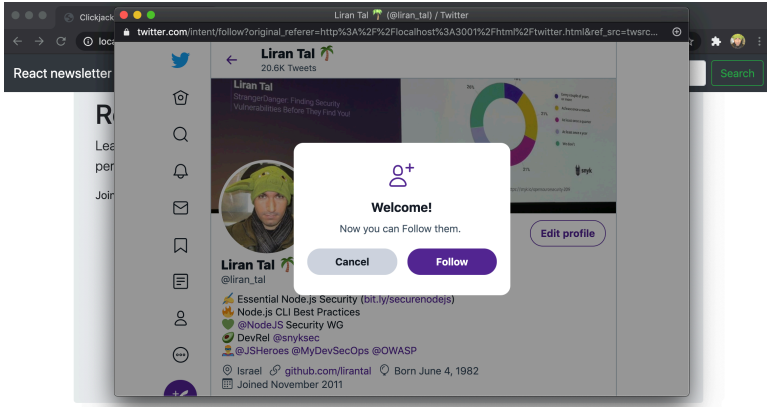 Clickjack
Liran Tal 🌴 (@liran_tal) / Twitter
twitter.com/intent/follow?original_referer=http%3A%2F%2Flocalhost%3A3001%2Fhtml%2Ftwitter.html&ref_src=twsrc...
loca
React newsletter
Search
Liran Tal 🌴
20.6K Tweets
Liran Tal
StrangerDanger: Finding Security
Vulnerabilities Before They Find You!
R
Lea
per
Join
snyk
Welcome!
Now you can Follow them.
Cancel
Follow
Edit profile
Liran Tal 🌴
@liran_tal
✍️ Essential Node.js Security (bit.ly/securenodejs)
🔥 Node.js CLI Best Practices
💚 @NodeJS Security WG
🥑 DevRel @snyksec
@JSHeroes @MyDevSecOps @OWASP
Israel github.com/lirantal Born June 4, 1982
Joined November 2011